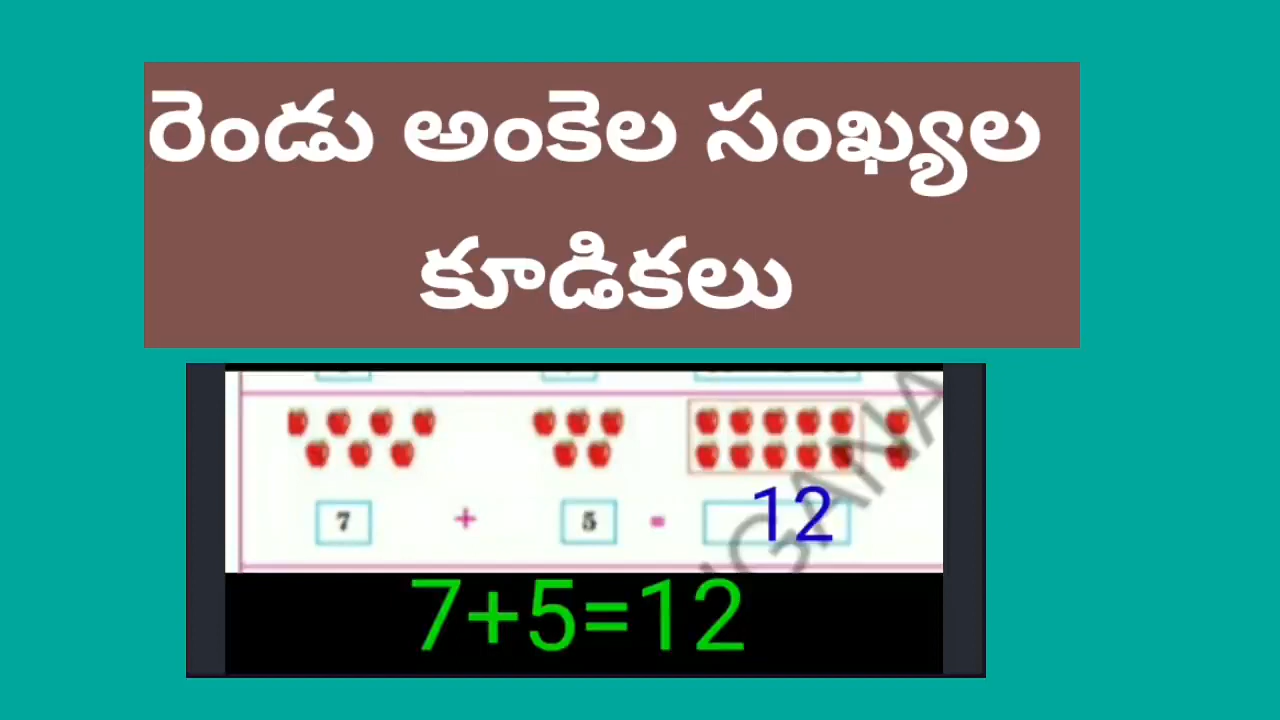 రెండు అంకెల సంఖ్యల
కూడికలు
7 + 5 = 12
7+5=12